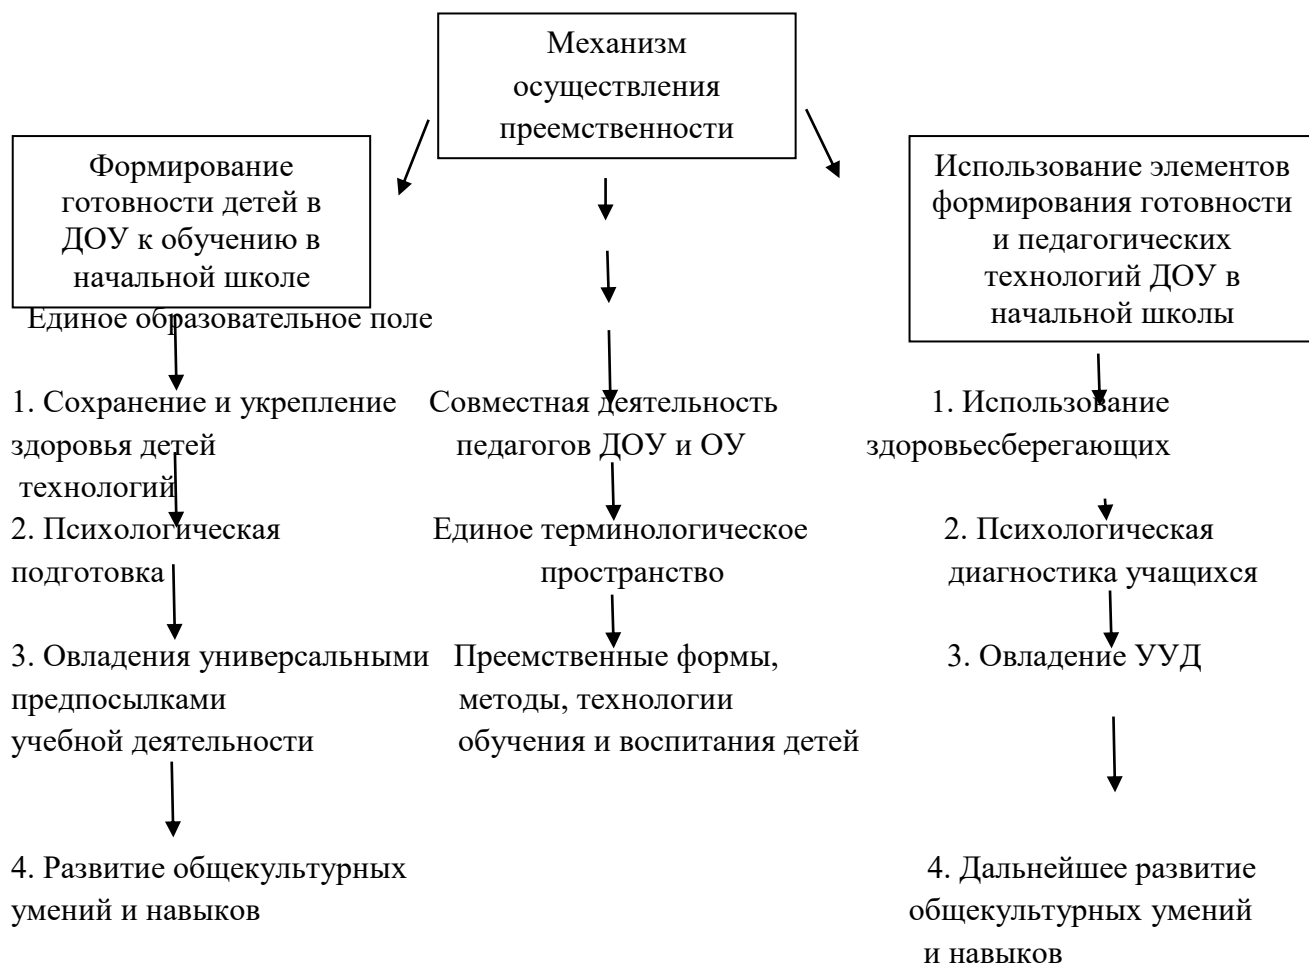 Механизм
осуществления
преемственности
Формирование
готовности детей в
ДОУ к обучению в
начальной школе
Использование элементов
формирования готовности
и педагогических
технологий ДОУ в
начальной школы
Единое образовательное поле
1. Сохранение и укрепление
здоровья детей
технологий
2. Психологическая
подготовка
3. Овладения универсальными
предпосылками
учебной деятельности
4. Развитие общекультурных
умений и навыков
Совместная деятельность
педагогов ДОУ и ОУ
Единое терминологическое
пространство
Преемственные формы,
методы, технологии
обучения и воспитания детей
1. Использование
здоровьесберегающих
2. Психологическая
диагностика учащихся
3. Овладение УУД
4. Дальнейшее развитие
общекультурных умений
и навыков